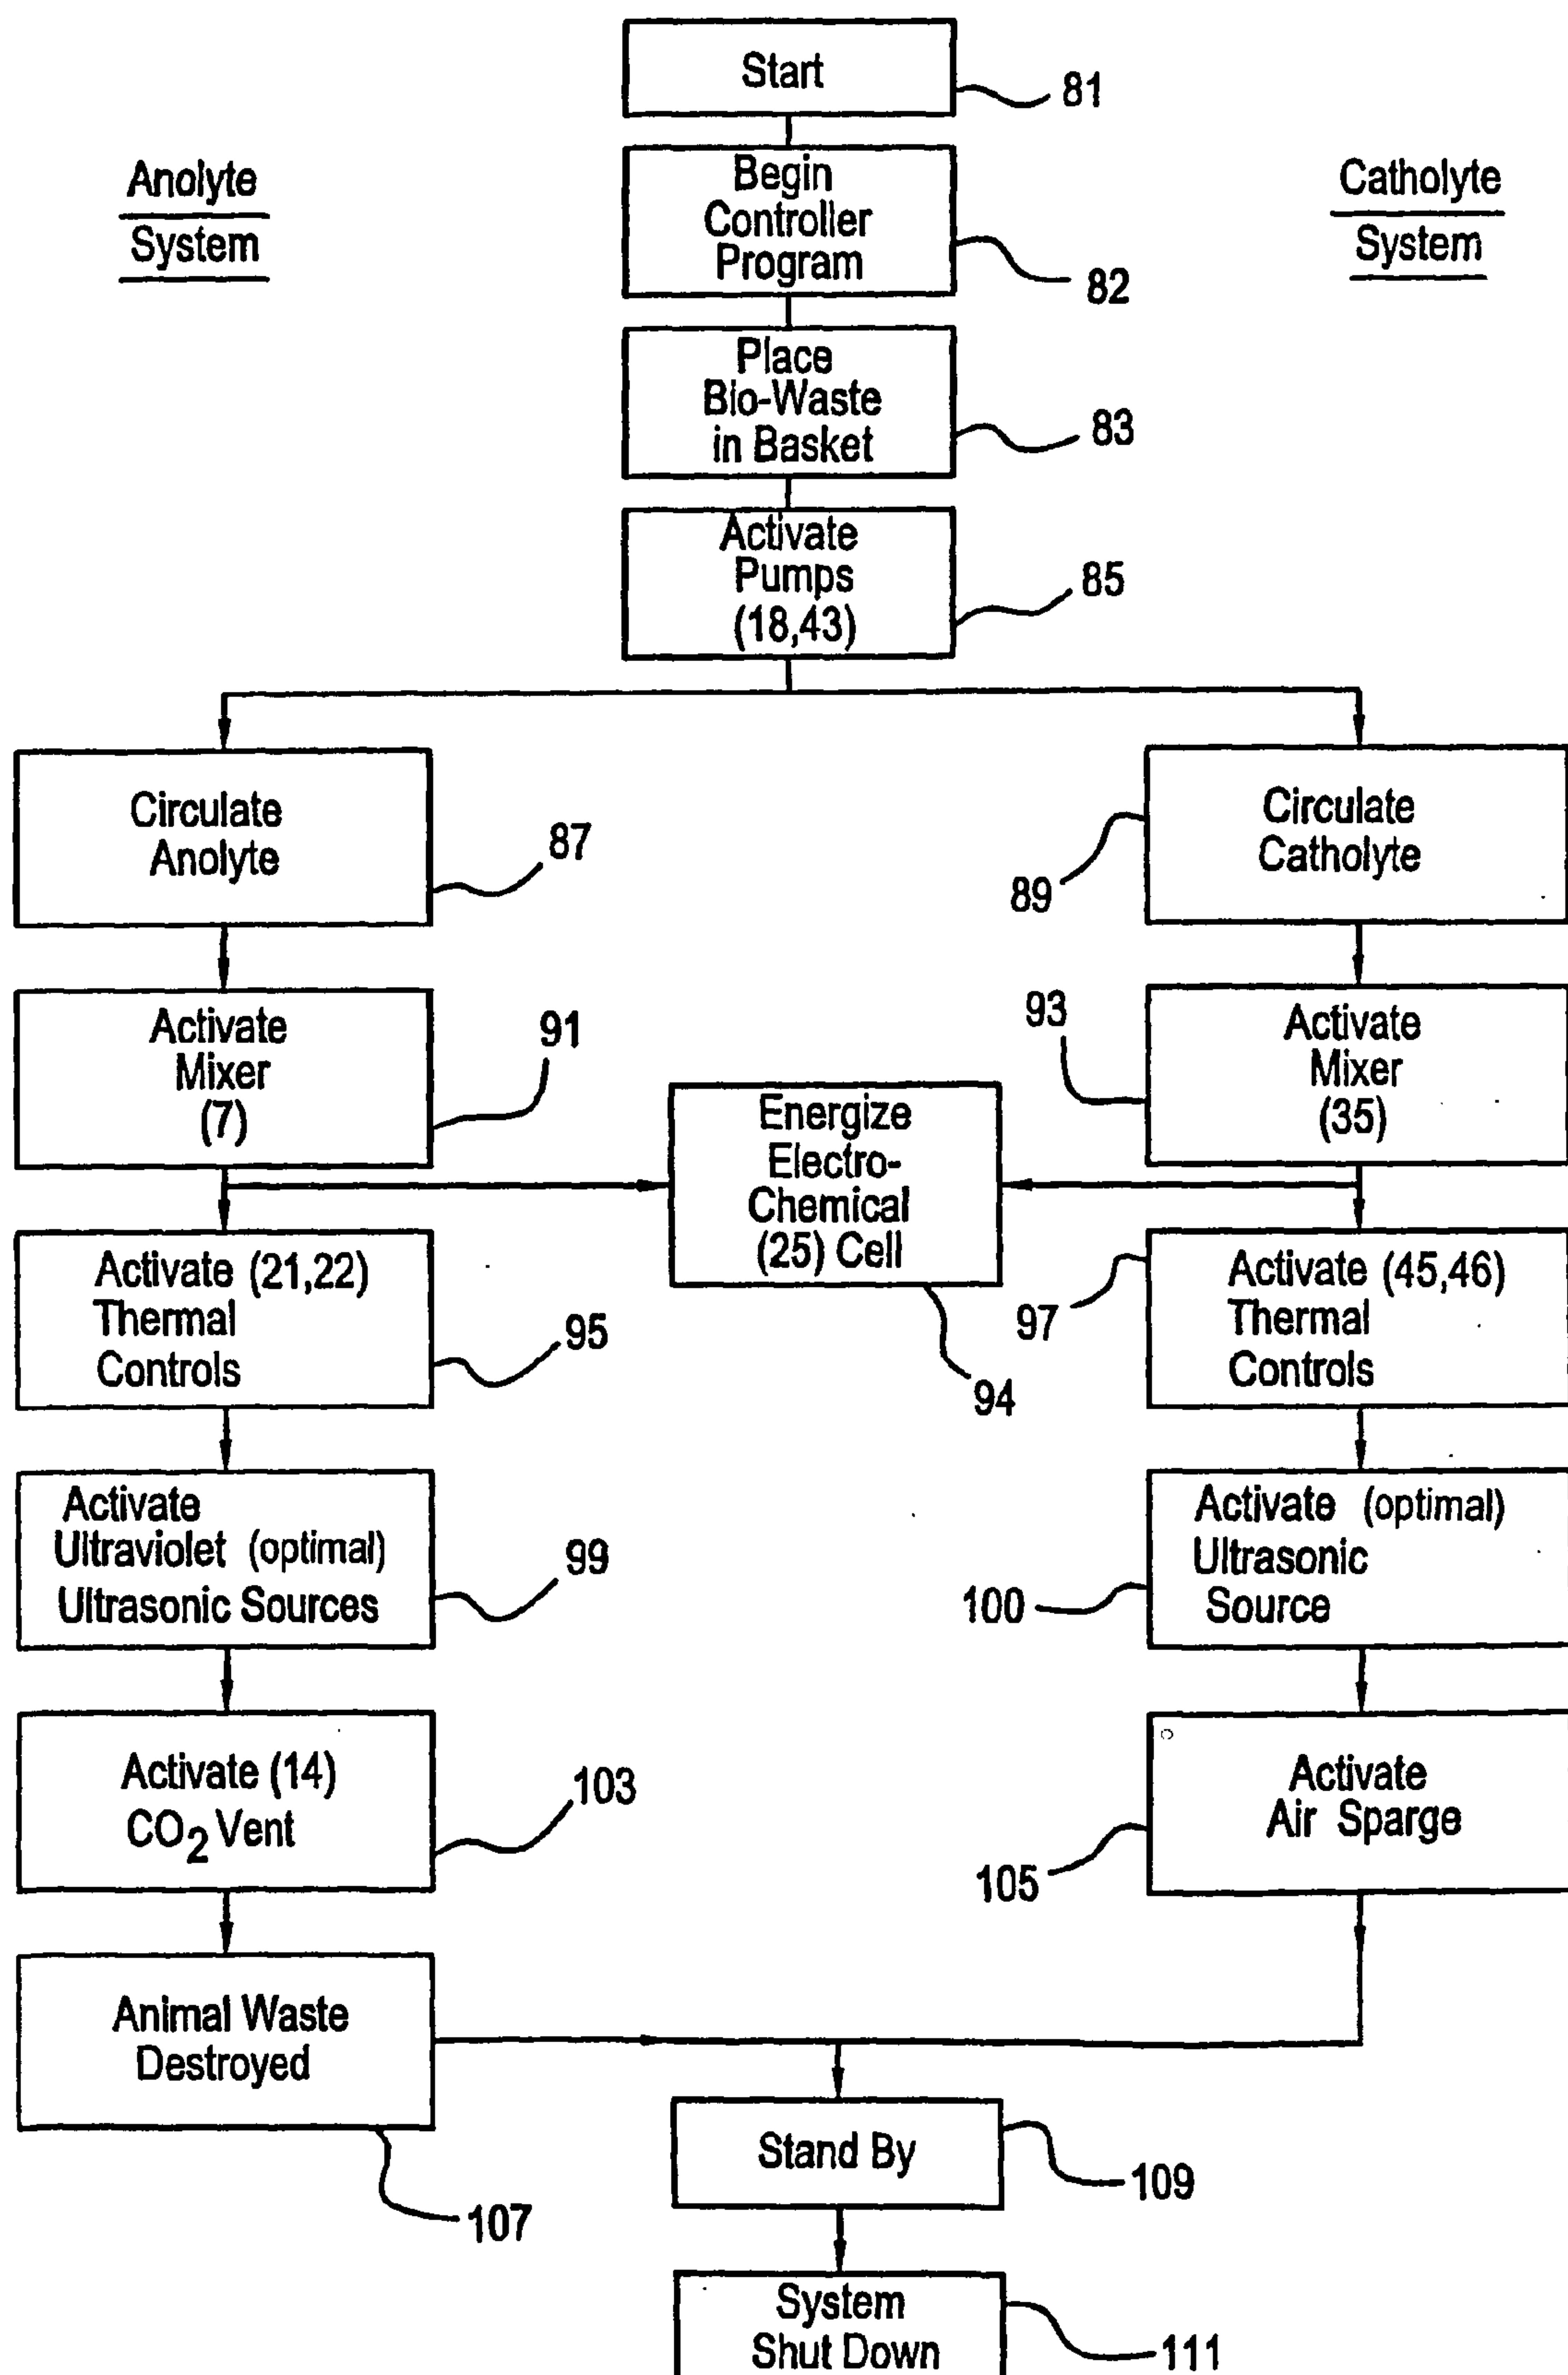 Start
81
Anolyte
System
Catholyte
System
Begin
Controller
Program
82
Place
Bio-Waste
in Basket
83
Activate
Pumps
(18,43)
85
Circulate
Anolyte
87
Circulate
Catholyte
89
Activate
Mixer
(7)
91
Activate
Mixer
(35)
93
Energize
Electro-
Chemical
(25) Cell
94
Activate (21,22)
Thermal
Controls
95
Activate (45,46)
Thermal
Controls
97
Activate
Ultraviolet (optimal)
Ultrasonic Sources
99
Activate (optimal)
Ultrasonic
Source
100
Activate (14)
CO2 Vent
103
Activate
Air Sparge
105
Animal Waste
Destroyed
107
Stand By
109
System
Shut Down
111